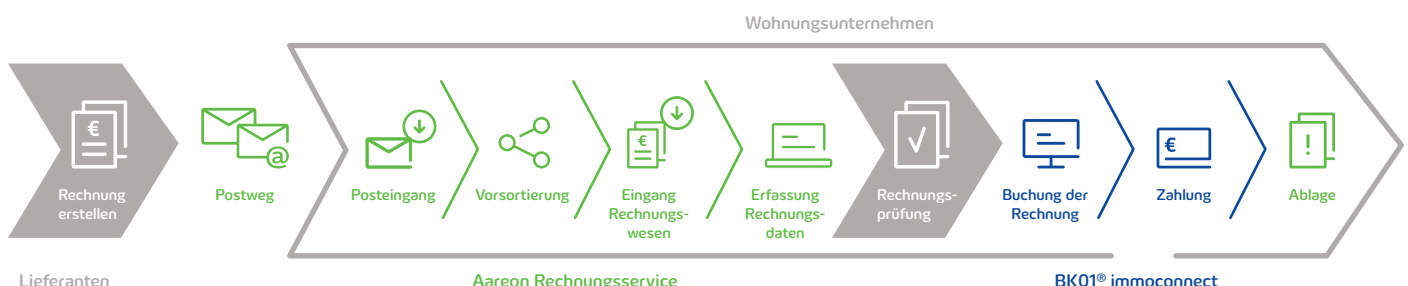 Wohnungsunternehmen
Rechnung
erstellen
Postweg
Posteingang
Vorsortierung
Eingang
Rechnungs-
wesen
Erfassung
Rechnungs-
daten
Rechnungs-
prüfung
Buchung der
Rechnung
Zahlung
Ablage
Lieferanten
Aareon Rechnungsservice
BK01® immoconnect